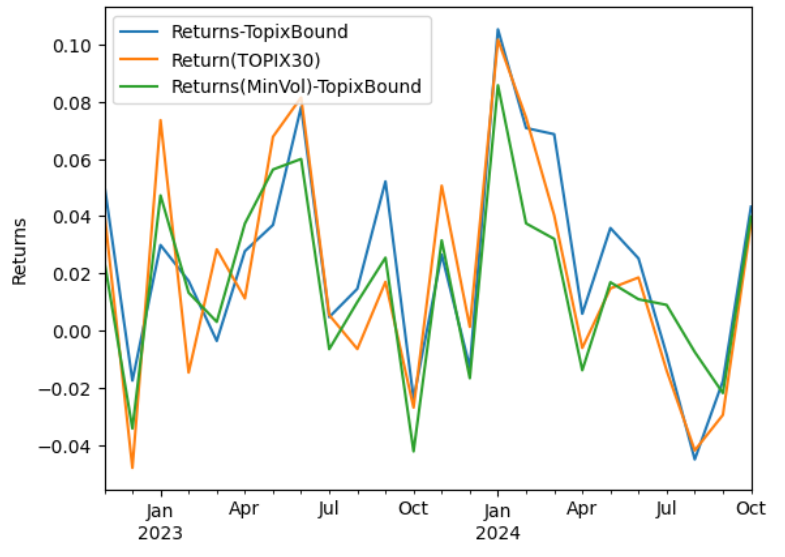 Returns-TopixBound
Return(TOPIX30)
Returns(MinVol)-TopixBound
Returns
0.10
0.08
0.06
0.04
0.02
0.00
−0.02
−0.04
Jan Apr Jul Oct Jan Apr Jul Oct
2023 2024